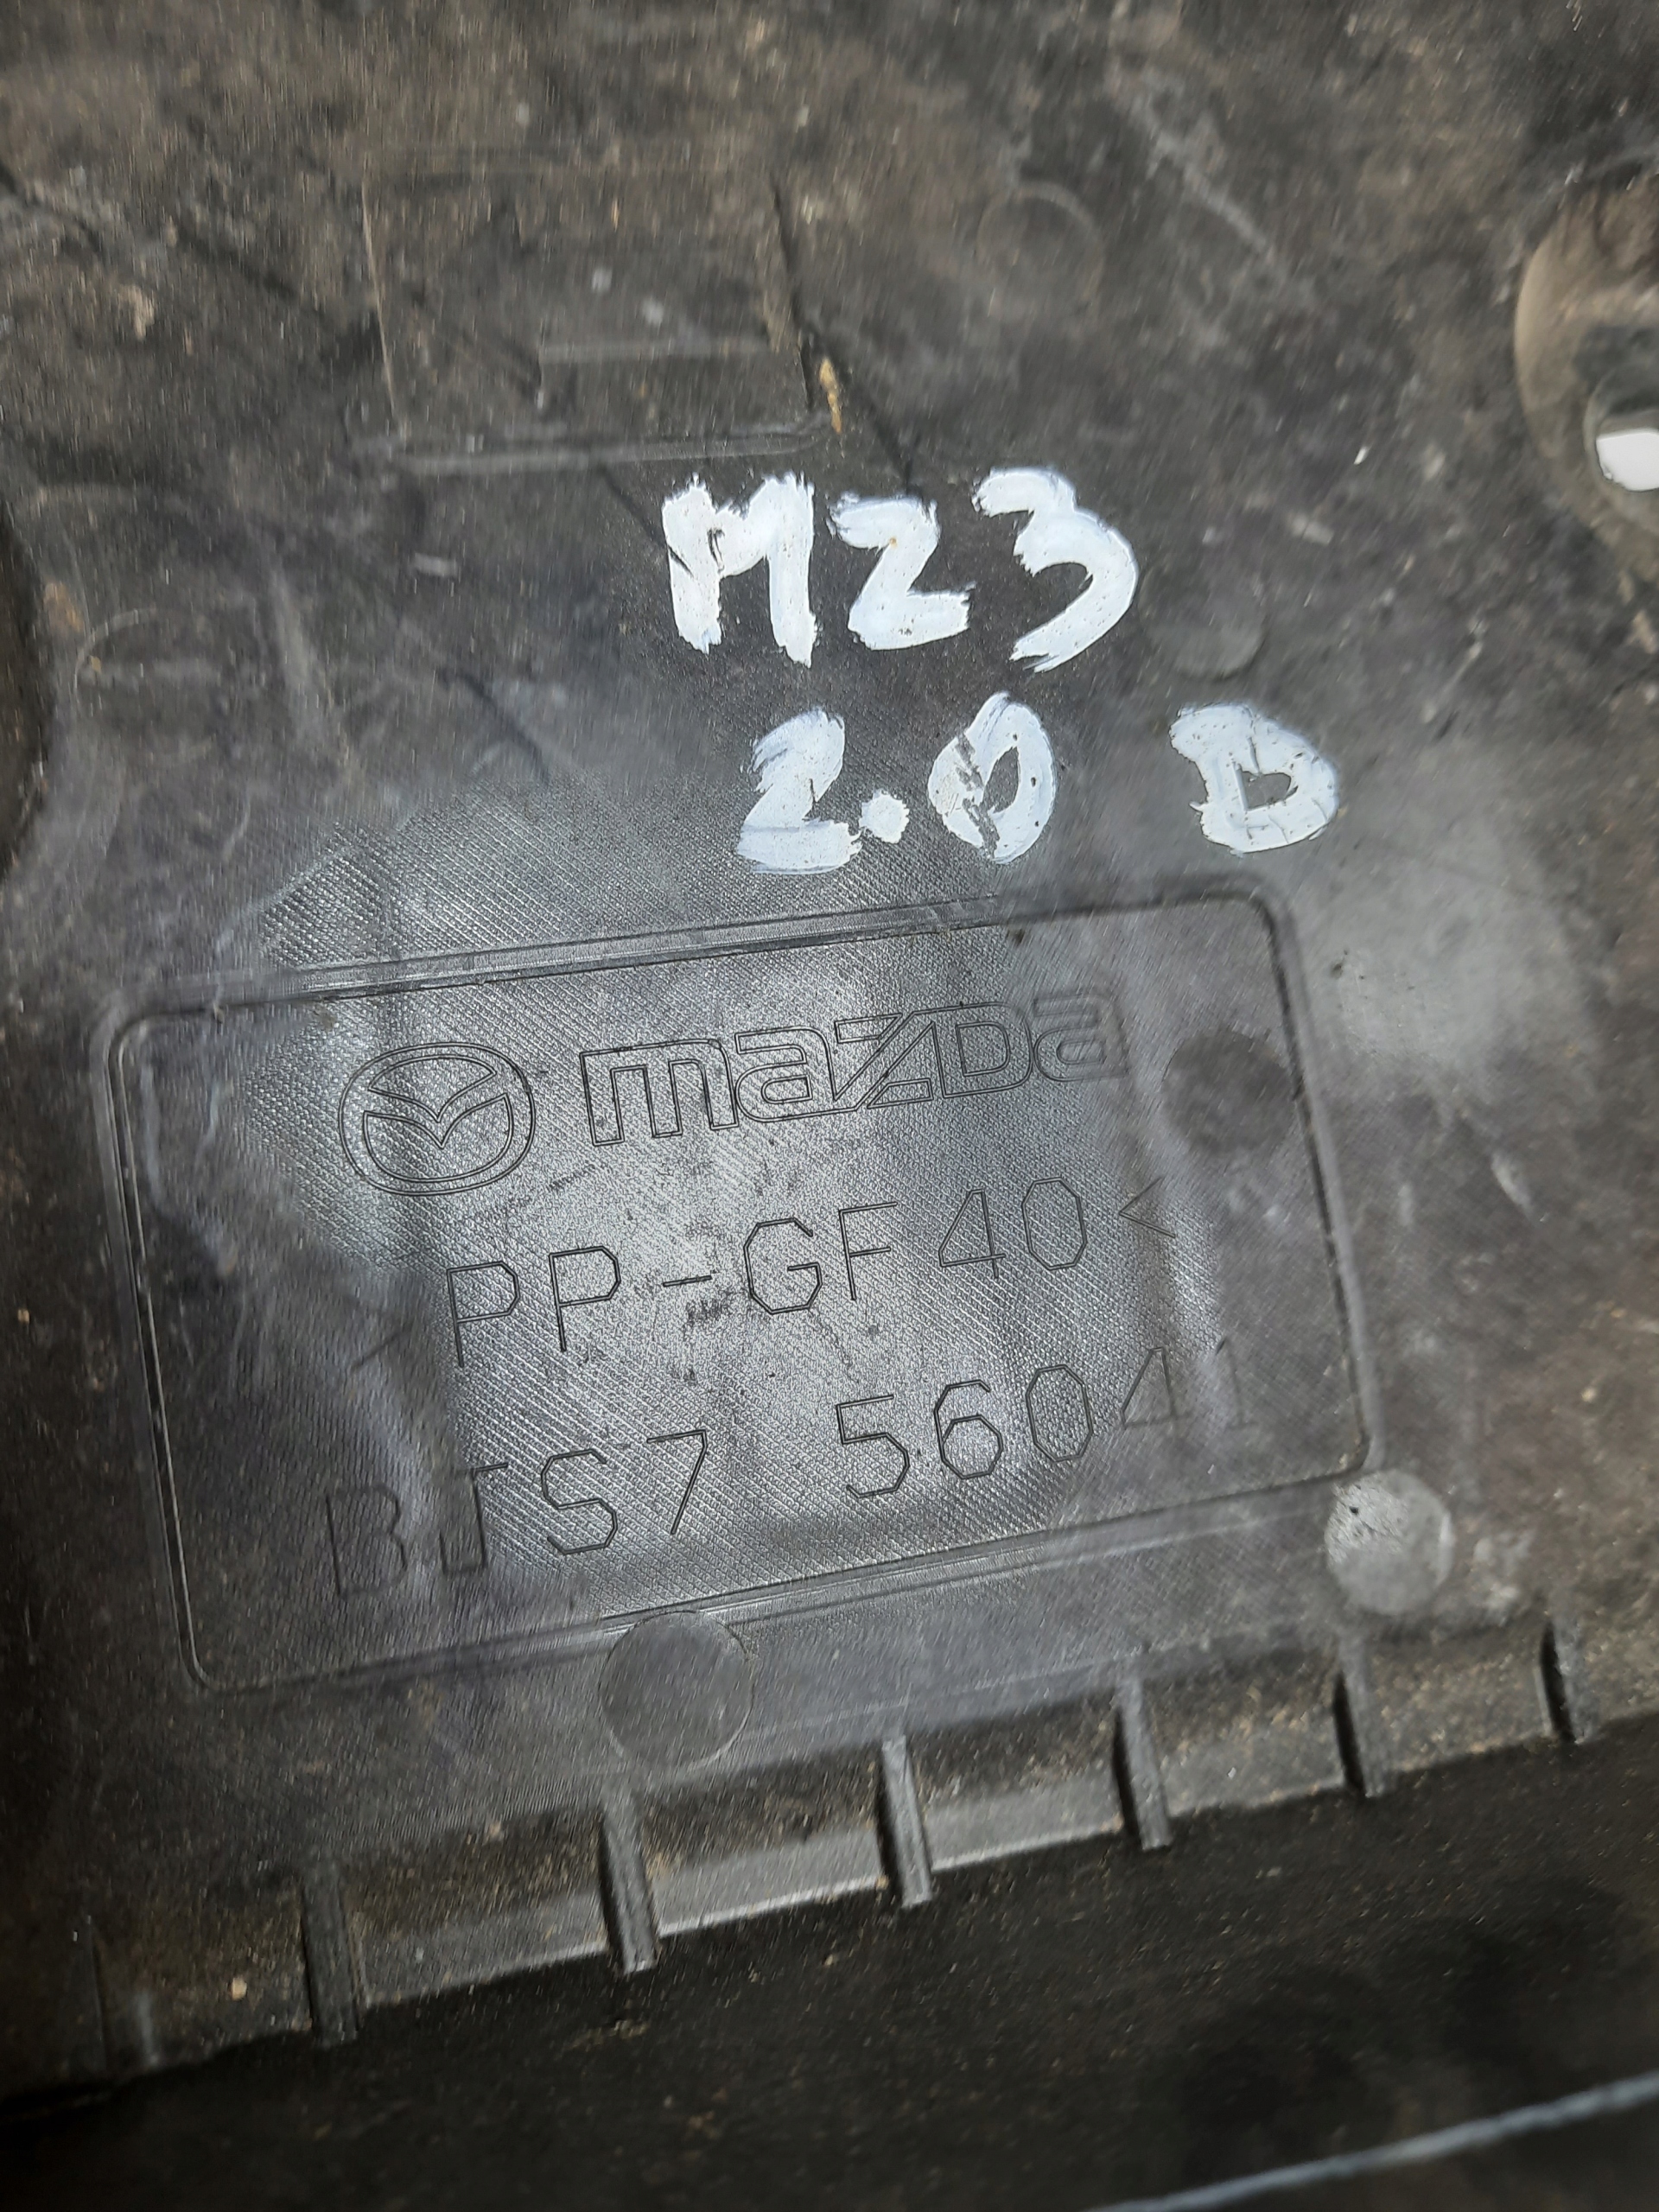 MZ3
2.0 D
mazda
>PP-GF40<
BJS7 56041